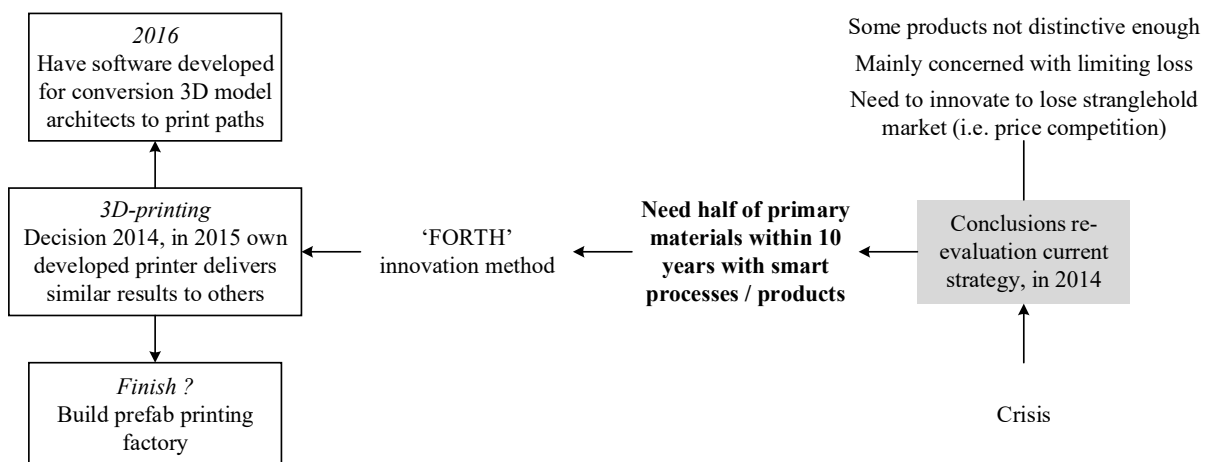 2016
Have software developed
for conversion 3D model
architects to print paths
3D-printing
Decision 2014, in 2015 own
developed printer delivers
similar results to others
Finish ?
Build prefab printing
factory
‘FORTH’
innovation method
Need half of primary
materials within 10
years with smart
processes / products
Some products not distinctive enough
Mainly concerned with limiting loss
Need to innovate to lose stranglehold
market (i.e. price competition)
Conclusions re-
evaluation current
strategy, in 2014
Crisis